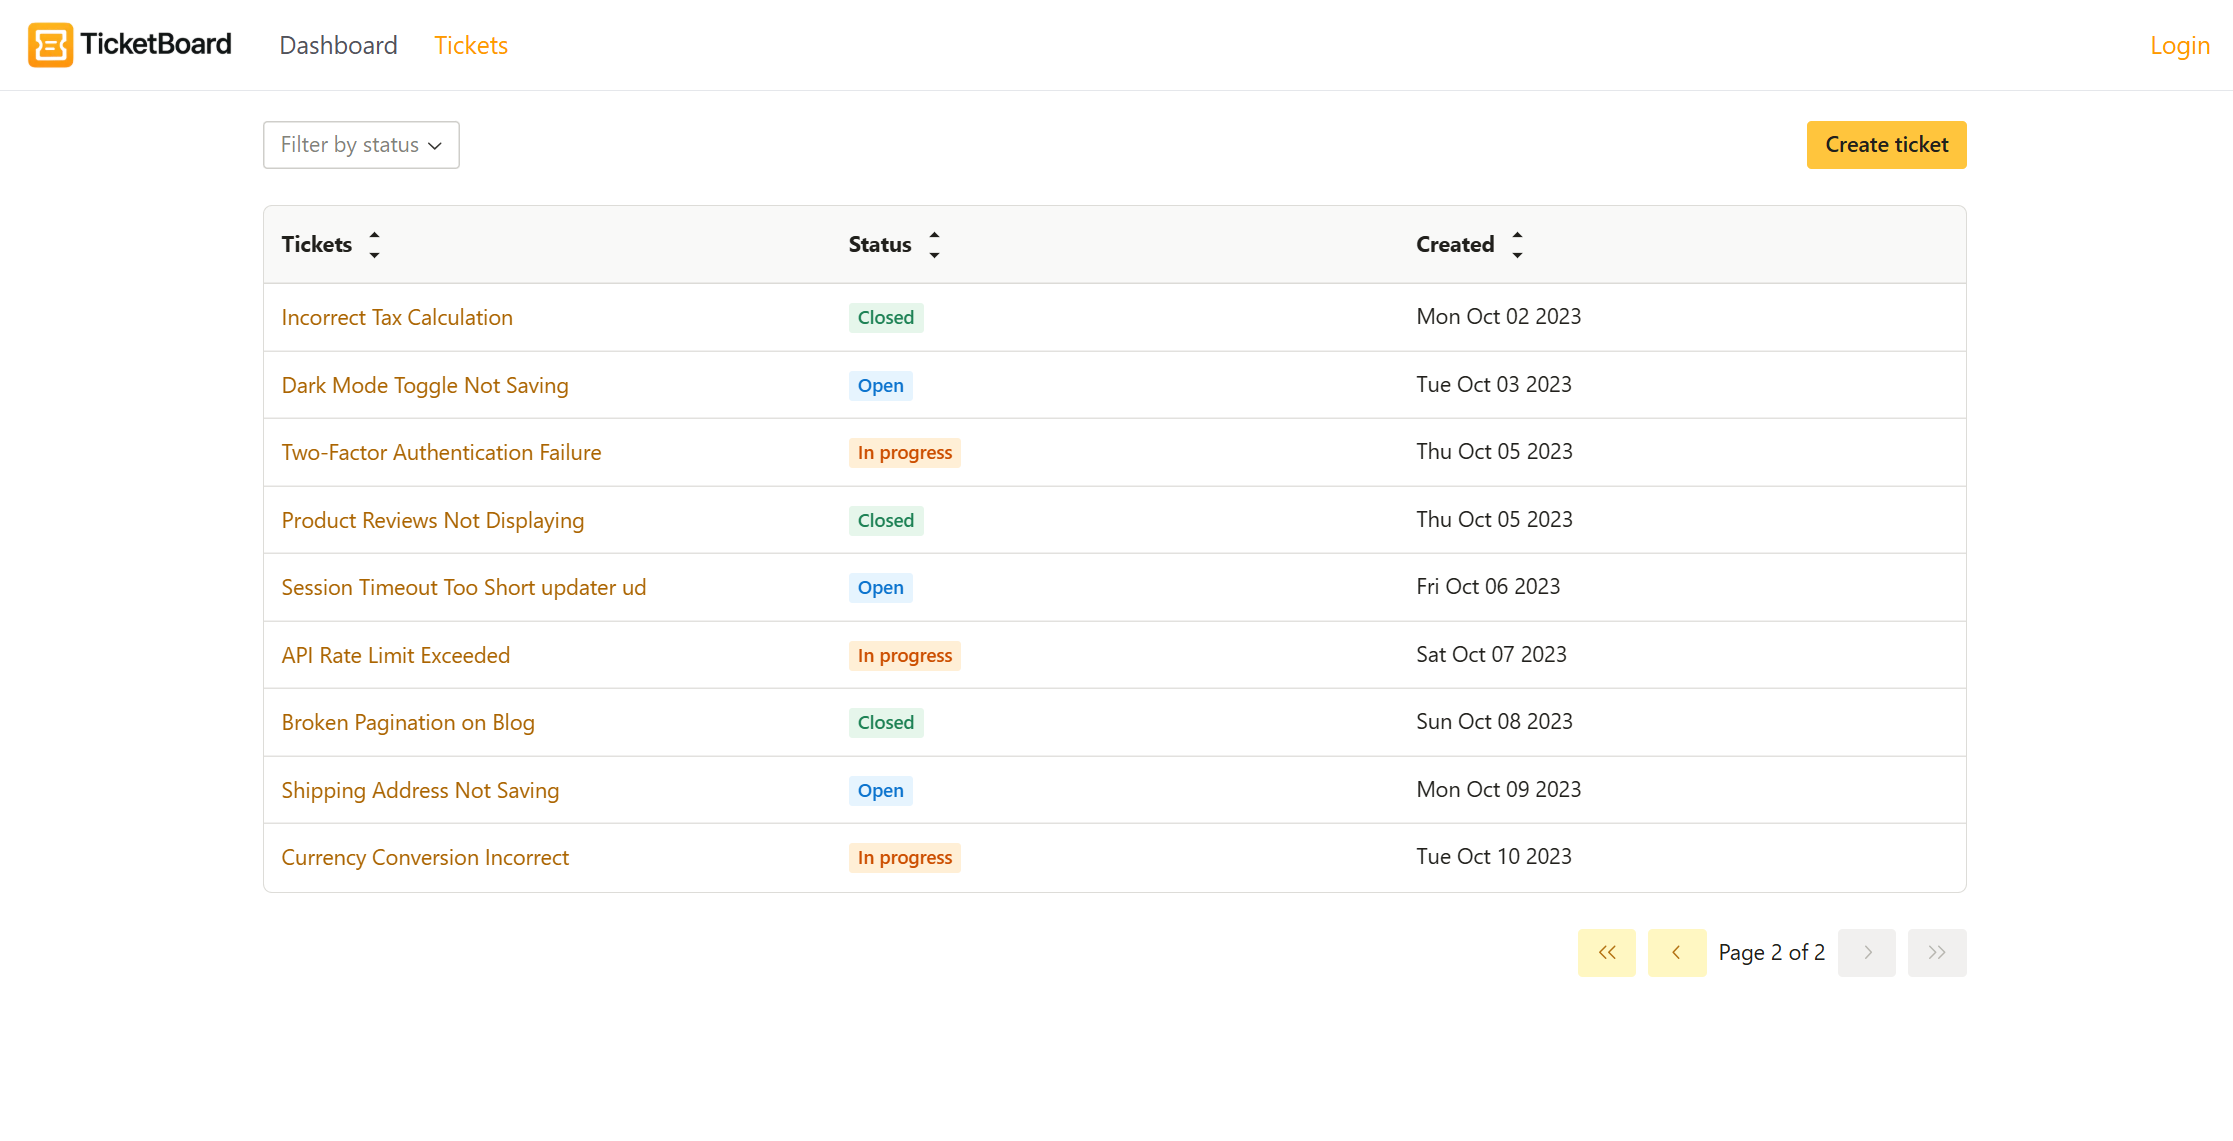 TicketBoard Dashboard Tickets Login
Filter by status Create ticket
Tickets Status Created
Incorrect Tax Calculation Closed Mon Oct 02 2023
Dark Mode Toggle Not Saving Open Tue Oct 03 2023
Two-Factor Authentication Failure In progress Thu Oct 05 2023
Product Reviews Not Displaying Closed Thu Oct 05 2023
Session Timeout Too Short updater ud Open Fri Oct 06 2023
API Rate Limit Exceeded In progress Sat Oct 07 2023
Broken Pagination on Blog Closed Sun Oct 08 2023
Shipping Address Not Saving Open Mon Oct 09 2023
Currency Conversion Incorrect In progress Tue Oct 10 2023
Page 2 of 2